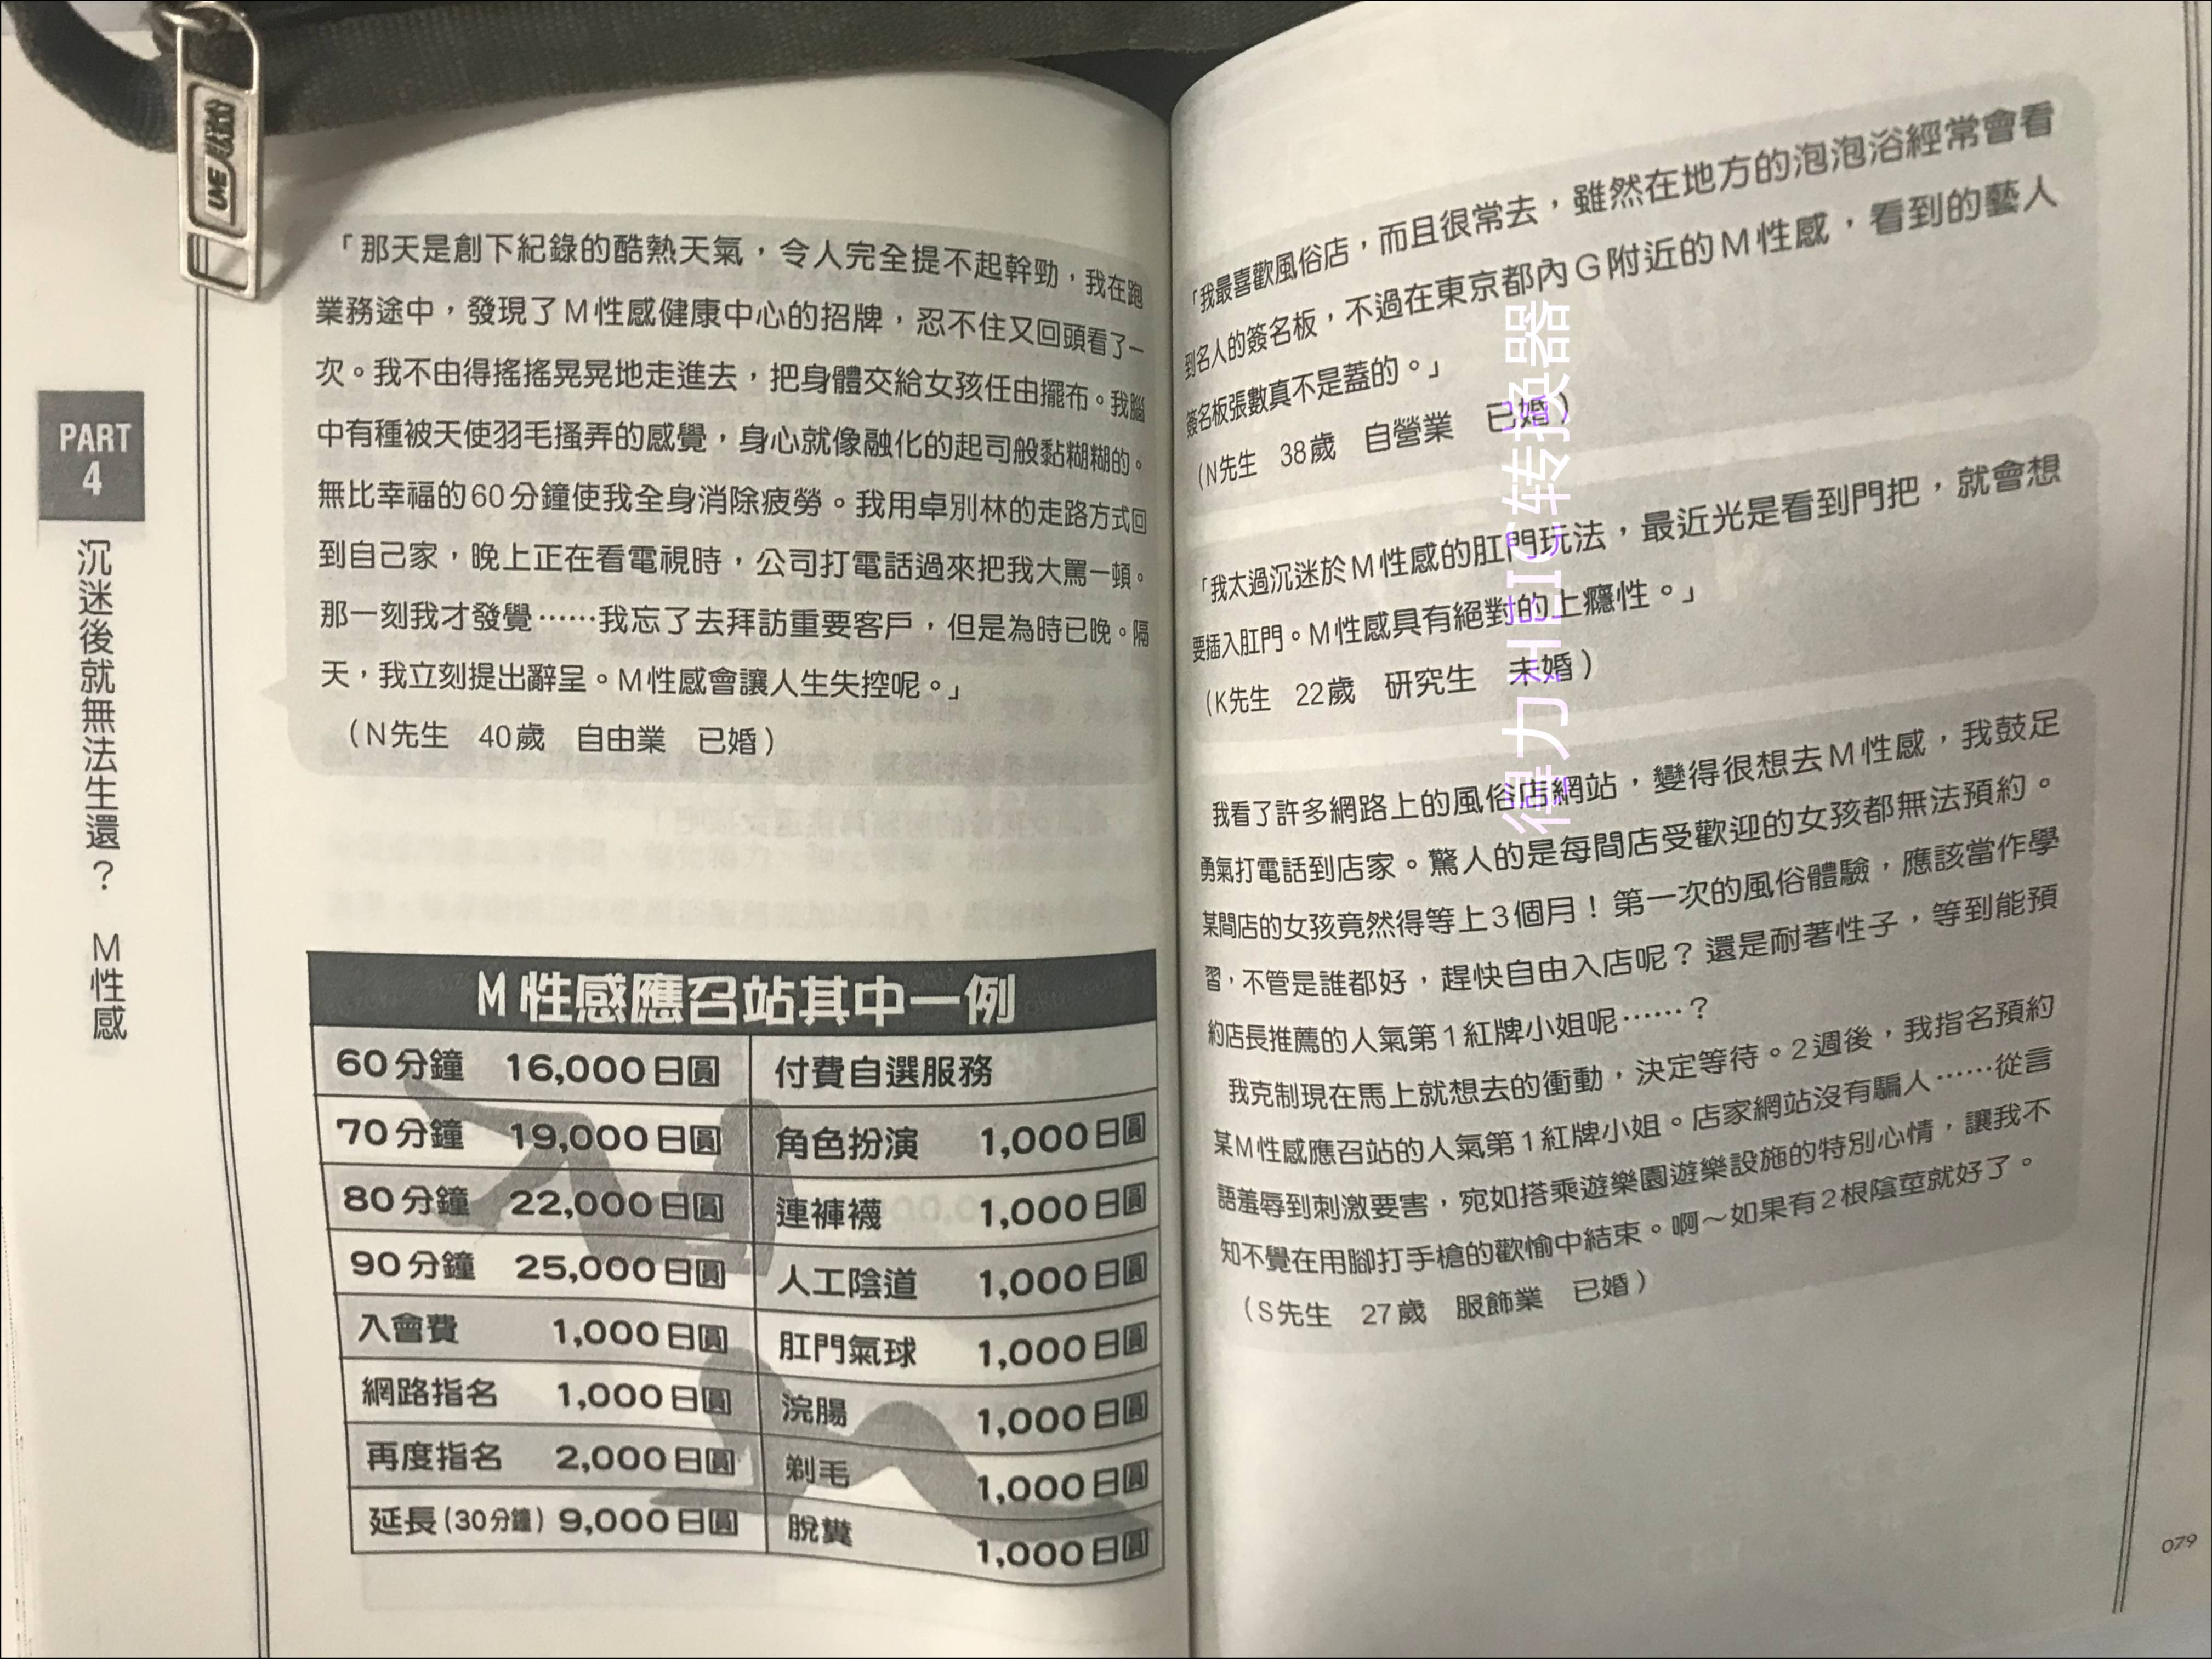 PART
4
沉迷後就無法生還？　M性感
「那天是創下紀錄的酷熱天氣，令人完全提不起幹勁，我在跑
業務途中，發現了M性感健康中心的招牌，忍不住又回頭看了一
次。我不由得搖搖晃晃地走進去，把身體交給女孩任由擺布。我腦
中有種被天使羽毛搔弄的感覺，身心就像融化的起司般黏糊糊的。
無比幸福的60分鐘使我全身消除疲勞。我用卓別林的走路方式回
到自己家，晚上正在看電視時，公司打電話過來把我大罵一頓。
那一刻我才發覺……我忘了去拜訪重要客戶，但是為時已晚。隔
天，我立刻提出辭呈。M性感會讓人生失控呢。」
（N先生　40歲　自由業　已婚）
M性感應召站其中一例
60分鐘　16,000日圓　付費自選服務
70分鐘　19,000日圓　角色扮演　1,000日圓
80分鐘　22,000日圓　連褲襪　1,000日圓
90分鐘　25,000日圓　人工陰道　1,000日圓
入會費　1,000日圓　肛門氣球　1,000日圓
網路指名　1,000日圓　浣腸　1,000日圓
再度指名　2,000日圓　剃毛　1,000日圓
延長（30分鐘）9,000日圓　脫糞　1,000日圓
「我最喜歡風俗店，而且很常去，雖然在地方的泡泡浴經常會看
到名人的簽名板，不過在東京都內G附近的M性感，看到的藝人
簽名板張數真不是蓋的。」
（N先生　38歲　自營業　已婚）
「我太過沉迷於M性感的肛門玩法，最近光是看到門把，就會想
要插入肛門。M性感具有絕對的上癮性。」
（K先生　22歲　研究生　未婚）
我看了許多網路上的風俗店網站，變得很想去M性感，我鼓足
勇氣打電話到店家。驚人的是每間店受歡迎的女孩都無法預約。
某間店的女孩竟然得等上3個月！第一次的風俗體驗，應該當作學
習，不管是誰都好，趕快自由入店呢？還是耐著性子，等到能預
約店長推薦的人氣第1紅牌小姐呢……？
我克制現在馬上就想去的衝動，決定等待。2週後，我指名預約
某M性感應召站的人氣第1紅牌小姐。店家網站沒有騙人……從言
語羞辱到刺激要害，宛如搭乘遊樂園遊樂設施的特別心情，讓我不
知不覺在用腳打手槍的歡愉中結束。啊～如果有2根陰莖就好了。
（S先生　27歲　服飾業　已婚）
079
得力HEIC转换器
LIVE